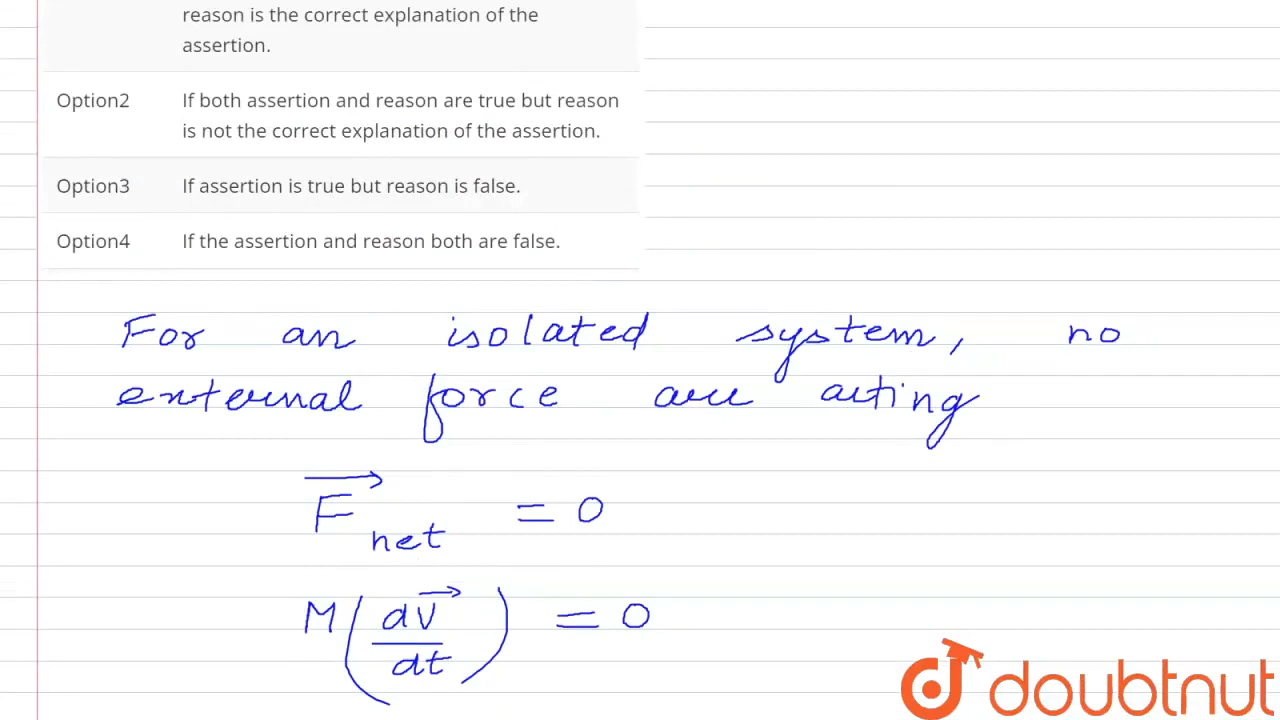 reason is the correct explanation of the
assertion.
Option2 If both assertion and reason are true but reason
is not the correct explanation of the assertion.
Option3 If assertion is true but reason is false.
Option4 If the assertion and reason both are false.
For an isolated system, no
external force are acting
F⃗ net = 0
M(dv⃗/dt) = 0
doubtnut